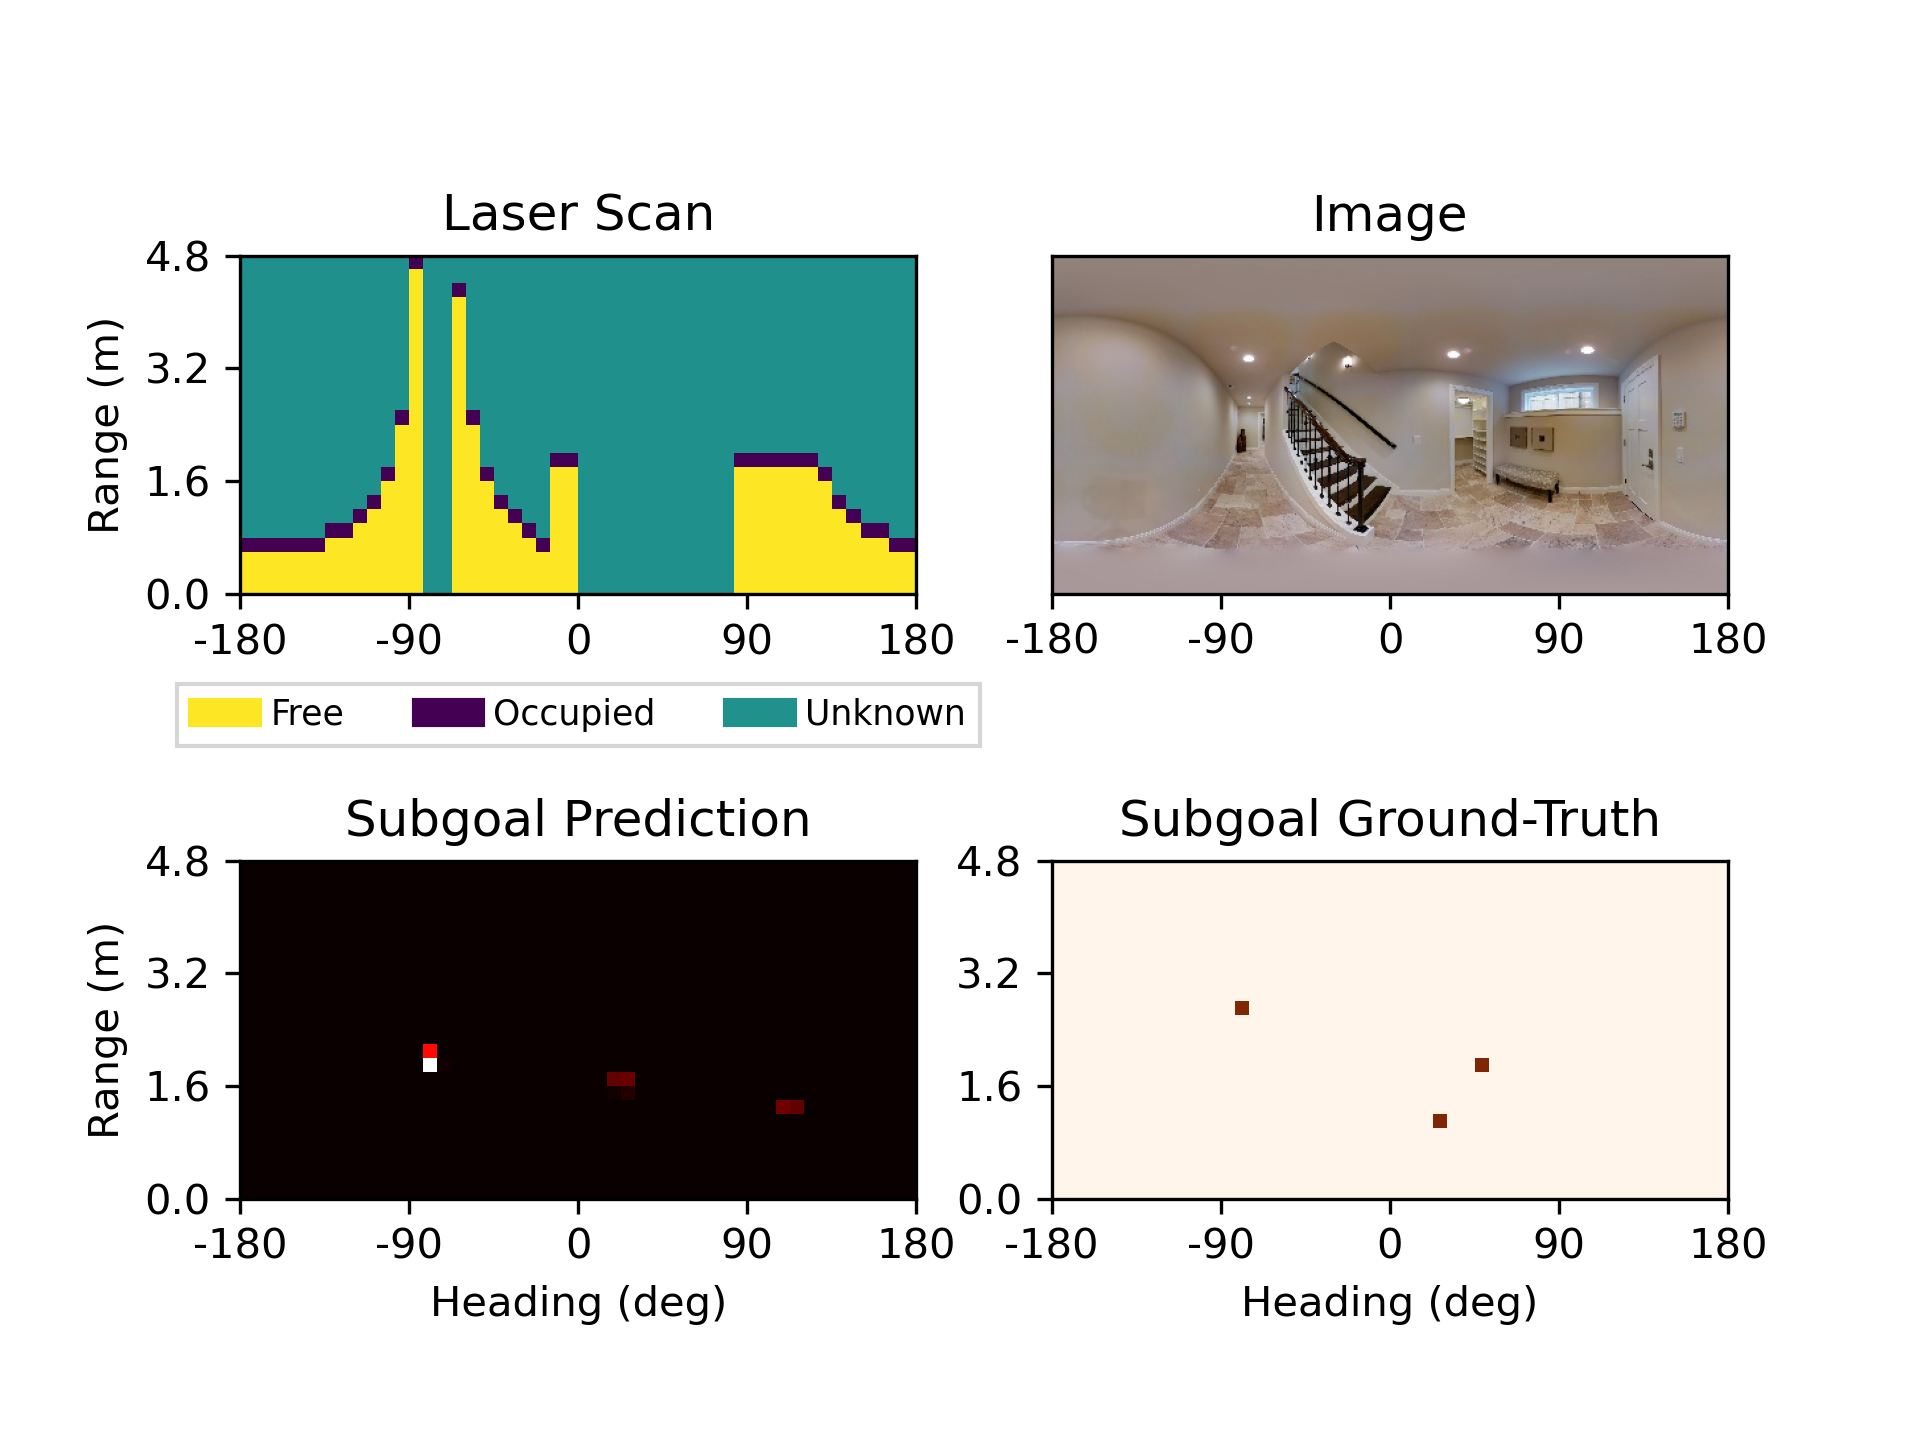 Laser Scan
Image
Range (m)
4.8
3.2
1.6
0.0
-180 -90 0 90 180
-180 -90 0 90 180
Free Occupied Unknown
Subgoal Prediction
Subgoal Ground-Truth
Range (m)
4.8
3.2
1.6
0.0
-180 -90 0 90 180
Heading (deg)
4.8
3.2
1.6
0.0
-180 -90 0 90 180
Heading (deg)